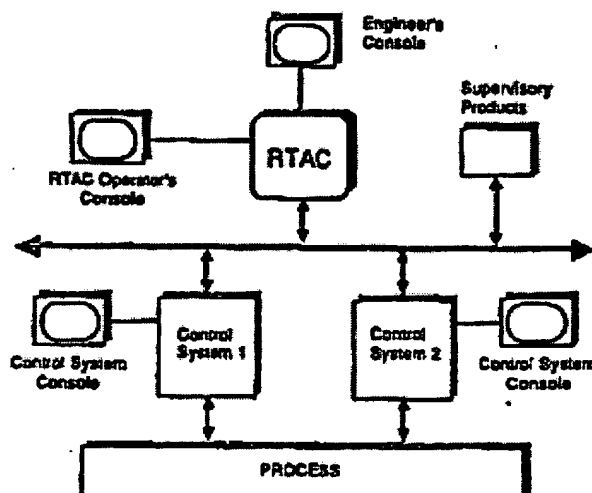 Engineer's
Console
Supervisory
Products
RTAC
RTAC Operator's
Console
Control
System 1
Control
System 2
Control System
Console
Control System
Console
PROCESS